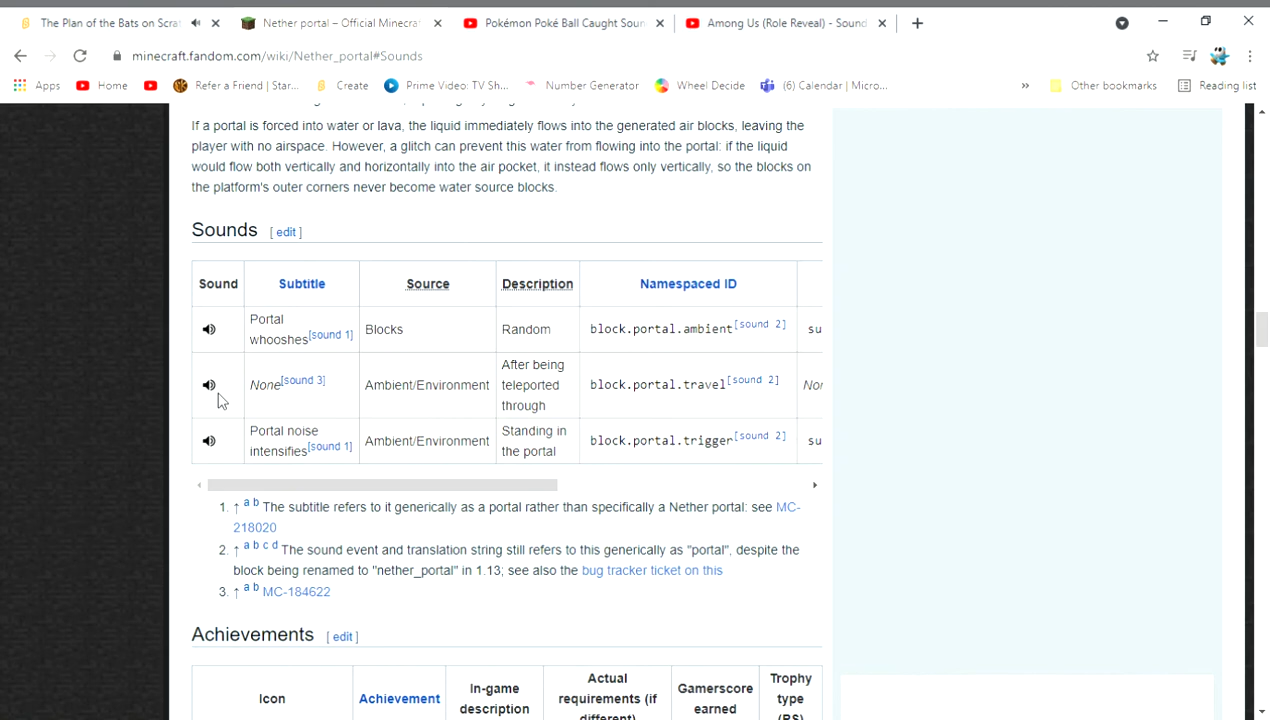 The Plan of the Bats on Scrat
Nether portal – Official Minecra
Pokémon Poké Ball Caught Soun
Among Us (Role Reveal) - Sound
minecraft.fandom.com/wiki/Nether_portal#Sounds
Apps
Home
Refer a Friend | Star...
Create
Prime Video: TV Sh...
Number Generator
Wheel Decide
(6) Calendar | Micro...
Other bookmarks
Reading list
If a portal is forced into water or lava, the liquid immediately flows into the generated air blocks, leaving the
player with no airspace. However, a glitch can prevent this water from flowing into the portal: if the liquid
would flow both vertically and horizontally into the air pocket, it instead flows only vertically, so the blocks on
the platform's outer corners never become water source blocks.
Sounds [ edit ]
Sound Subtitle Source Description Namespaced ID
Portal
whooshes[sound 1] Blocks Random block.portal.ambient[sound 2] su
None[sound 3] Ambient/Environment After being
teleported
through block.portal.travel[sound 2] Nor
Portal noise
intensifies[sound 1] Ambient/Environment Standing in
the portal block.portal.trigger[sound 2] su
1. ↑ a b The subtitle refers to it generically as a portal rather than specifically a Nether portal: see MC-
218020
2. ↑ a b c d The sound event and translation string still refers to this generically as "portal", despite the
block being renamed to "nether_portal" in 1.13; see also the bug tracker ticket on this
3. ↑ a b MC-184622
Achievements [ edit ]
Icon Achievement In-game
description Actual
requirements (if
different) Gamerscore
earned Trophy
type
(PS)